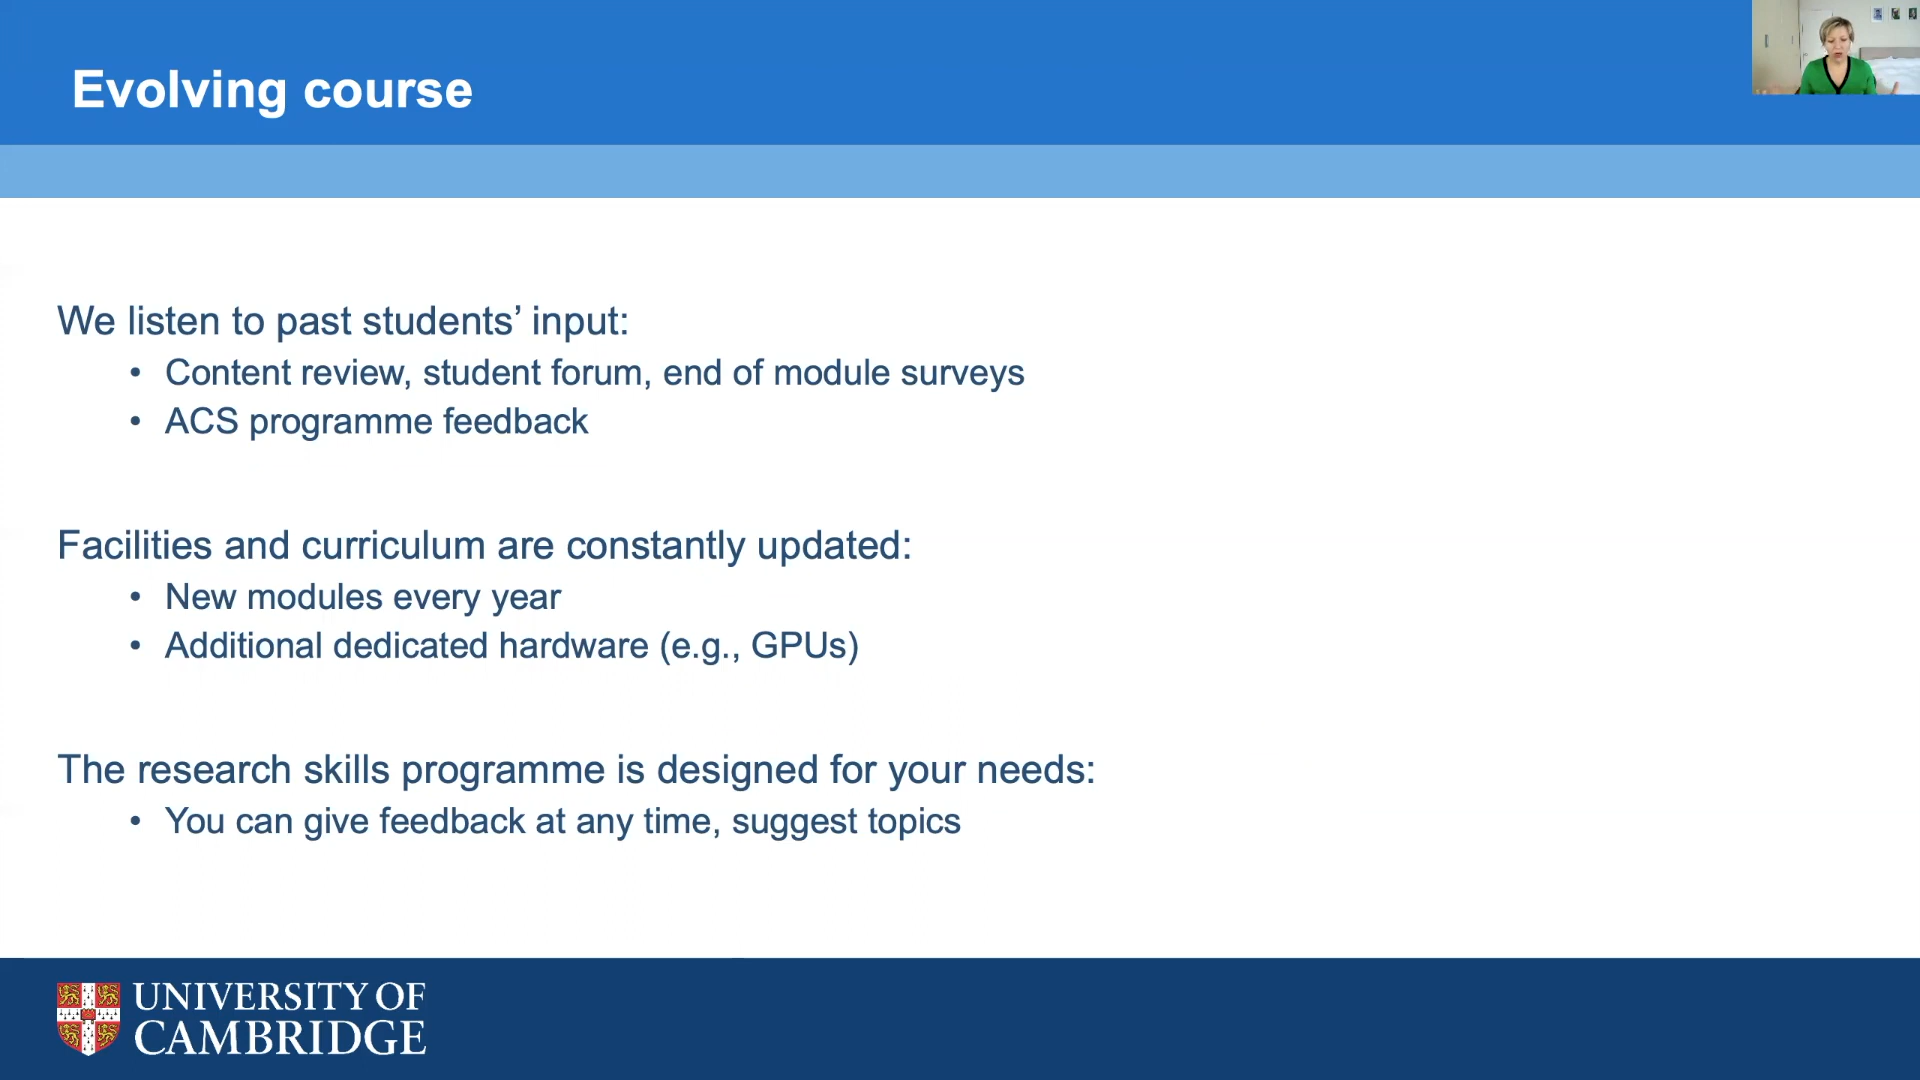 Evolving course
We listen to past students’ input:
• Content review, student forum, end of module surveys
• ACS programme feedback
Facilities and curriculum are constantly updated:
• New modules every year
• Additional dedicated hardware (e.g., GPUs)
The research skills programme is designed for your needs:
• You can give feedback at any time, suggest topics
UNIVERSITY OF
CAMBRIDGE